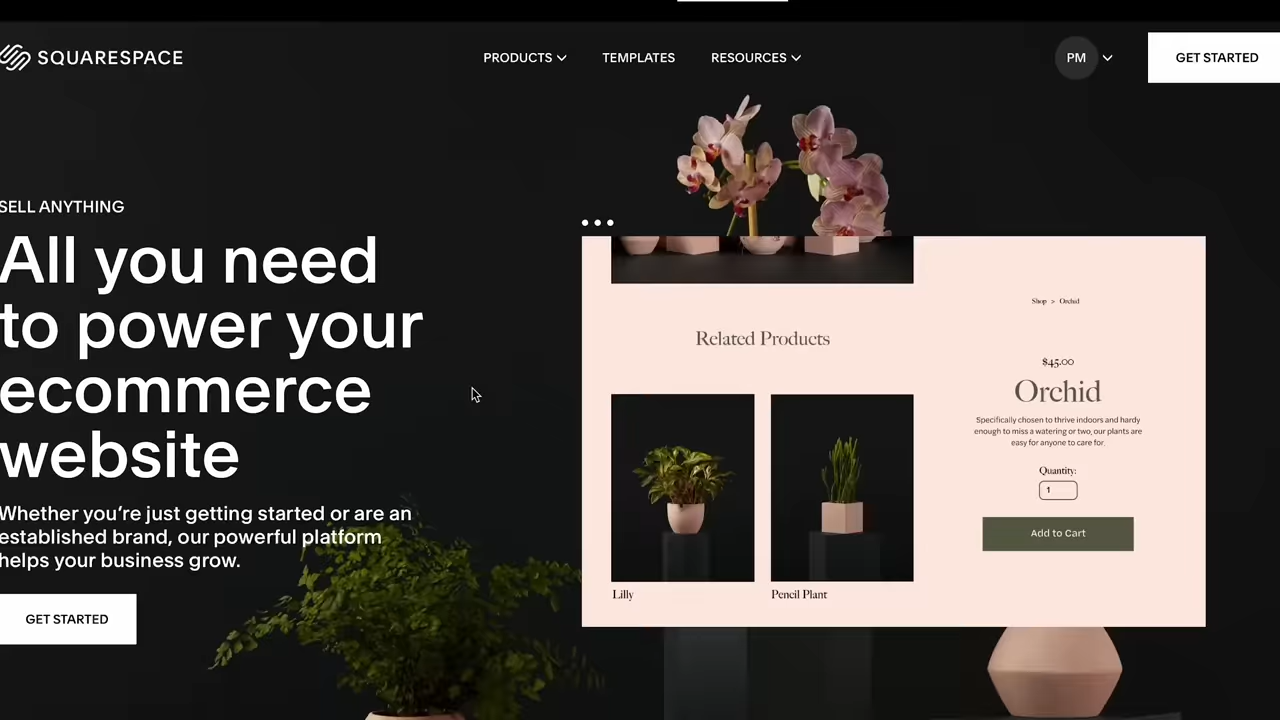 SQUARESPACE
PRODUCTS
TEMPLATES
RESOURCES
PM
GET STARTED
SELL ANYTHING
All you need
to power your
ecommerce
website
Whether you're just getting started or are an
established brand, our powerful platform
helps your business grow.
GET STARTED
Related Products
Lilly
Pencil Plant
Shop > Orchid
$45.00
Orchid
Specifically chosen to thrive indoors and hardy
enough to miss a watering or two, our plants are
easy for anyone to care for.
Quantity:
1
Add to Cart